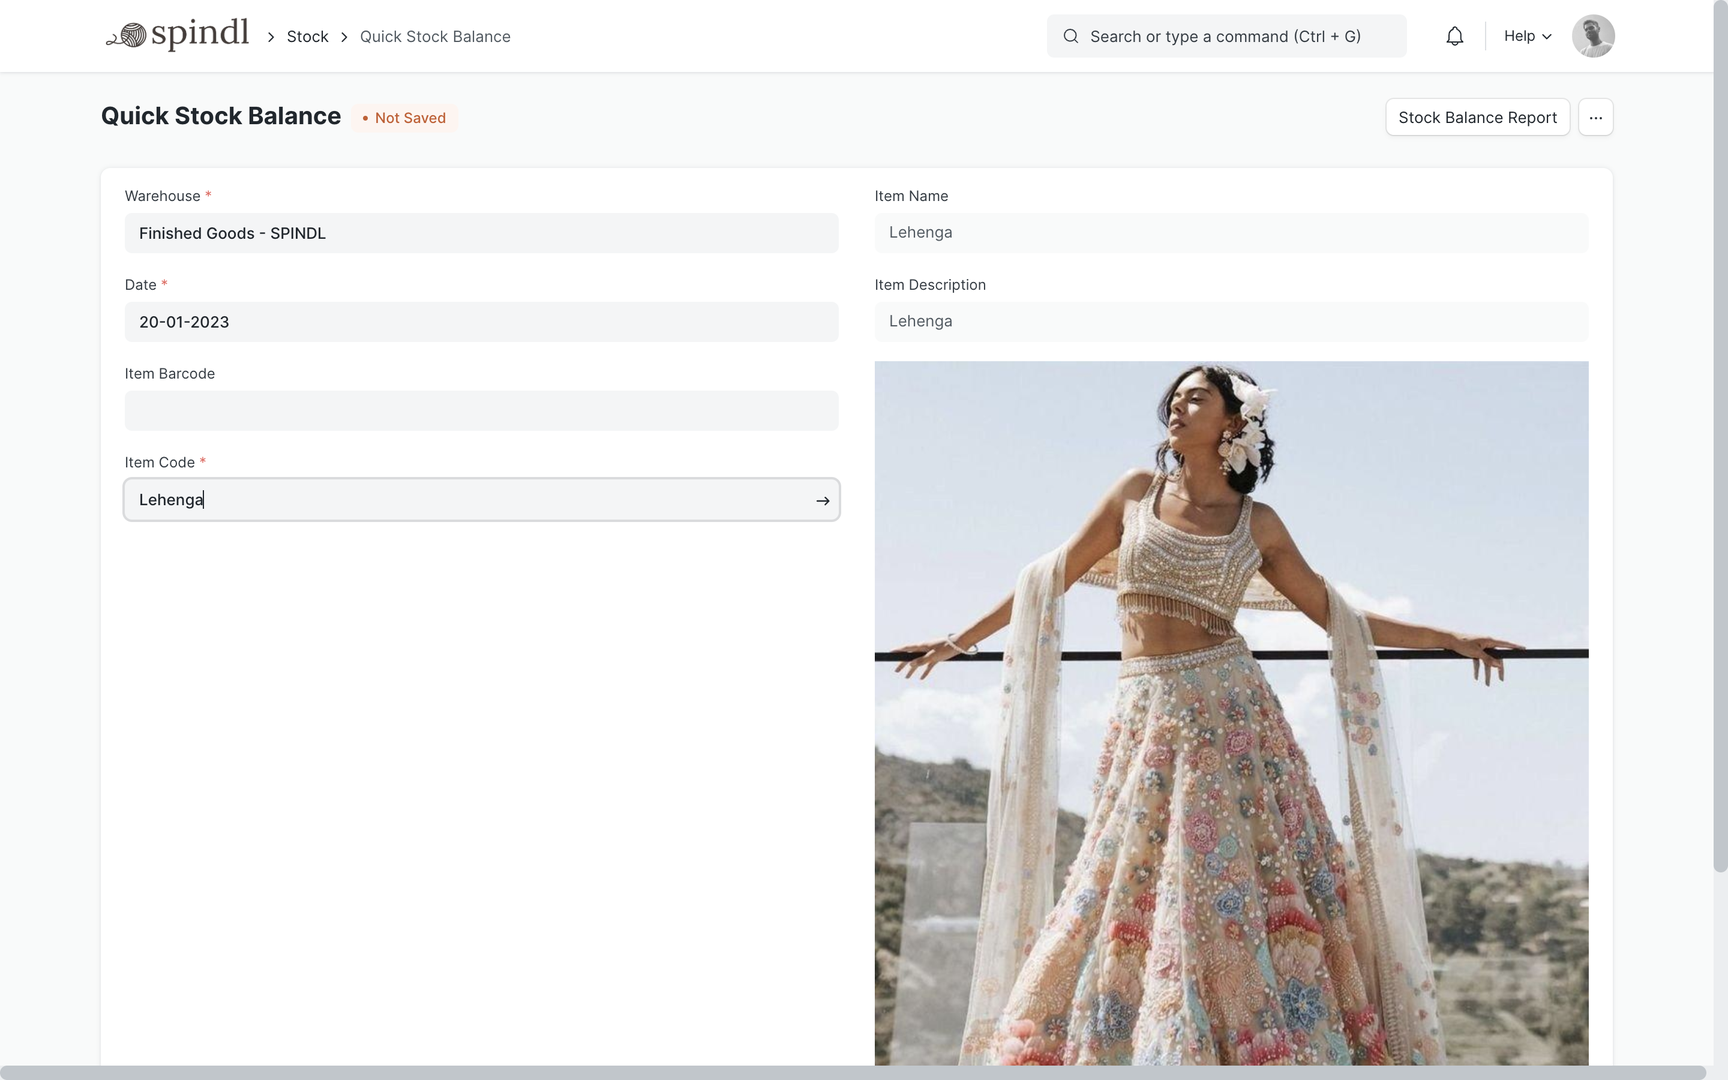 spindl
Stock
Quick Stock Balance
Search or type a command (Ctrl + G)
Help
Quick Stock Balance
Not Saved
Stock Balance Report
Warehouse *
Finished Goods - SPINDL
Date *
20-01-2023
Item Barcode
Item Code *
Lehenga
Item Name
Lehenga
Item Description
Lehenga